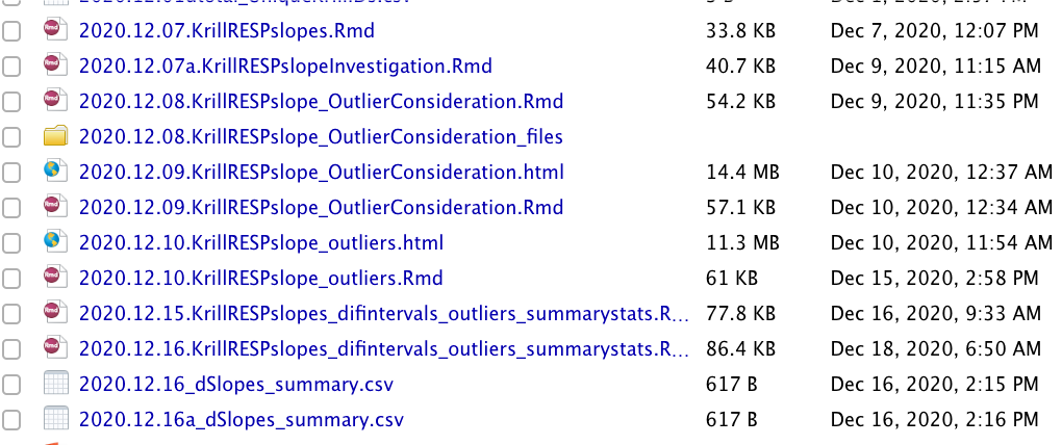 2020.12.07.KrillRESPslopes.Rmd 33.8 KB Dec 7, 2020, 12:07 PM
2020.12.07a.KrillRESPslopeInvestigation.Rmd 40.7 KB Dec 9, 2020, 11:15 AM
2020.12.08.KrillRESPslope_OutlierConsideration.Rmd 54.2 KB Dec 9, 2020, 11:35 PM
2020.12.08.KrillRESPslope_OutlierConsideration_files
2020.12.09.KrillRESPslope_OutlierConsideration.html 14.4 MB Dec 10, 2020, 12:37 AM
2020.12.09.KrillRESPslope_OutlierConsideration.Rmd 57.1 KB Dec 10, 2020, 12:34 AM
2020.12.10.KrillRESPslope_outliers.html 11.3 MB Dec 10, 2020, 11:54 AM
2020.12.10.KrillRESPslope_outliers.Rmd 61 KB Dec 15, 2020, 2:58 PM
2020.12.15.KrillRESPslopes_difintervals_outliers_summarystats.R... 77.8 KB Dec 16, 2020, 9:33 AM
2020.12.16.KrillRESPslopes_difintervals_outliers_summarystats.R... 86.4 KB Dec 18, 2020, 6:50 AM
2020.12.16_dSlopes_summary.csv 617 B Dec 16, 2020, 2:15 PM
2020.12.16a_dSlopes_summary.csv 617 B Dec 16, 2020, 2:16 PM